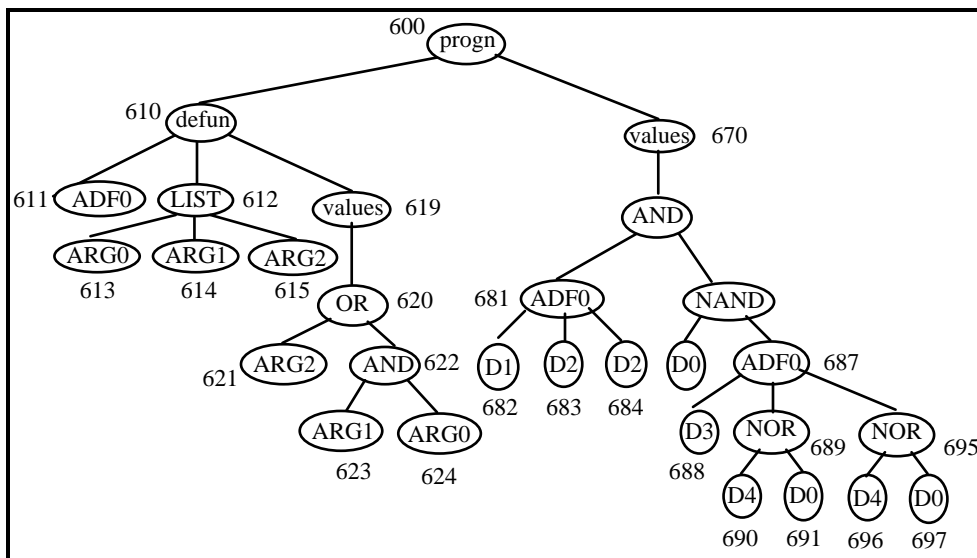 600 progn
610 defun
values 670
611 ADF0 LIST 612 values 619
AND
ARG0 ARG1 ARG2
613 614 615
OR 620
681 ADF0 NAND
621 ARG2 AND 622
D1 D2 D2 D0 ADF0 687
682 683 684
ARG1 ARG0
623 624
D3 NOR 689 NOR 695
688
D4 D0 D4 D0
690 691 696 697